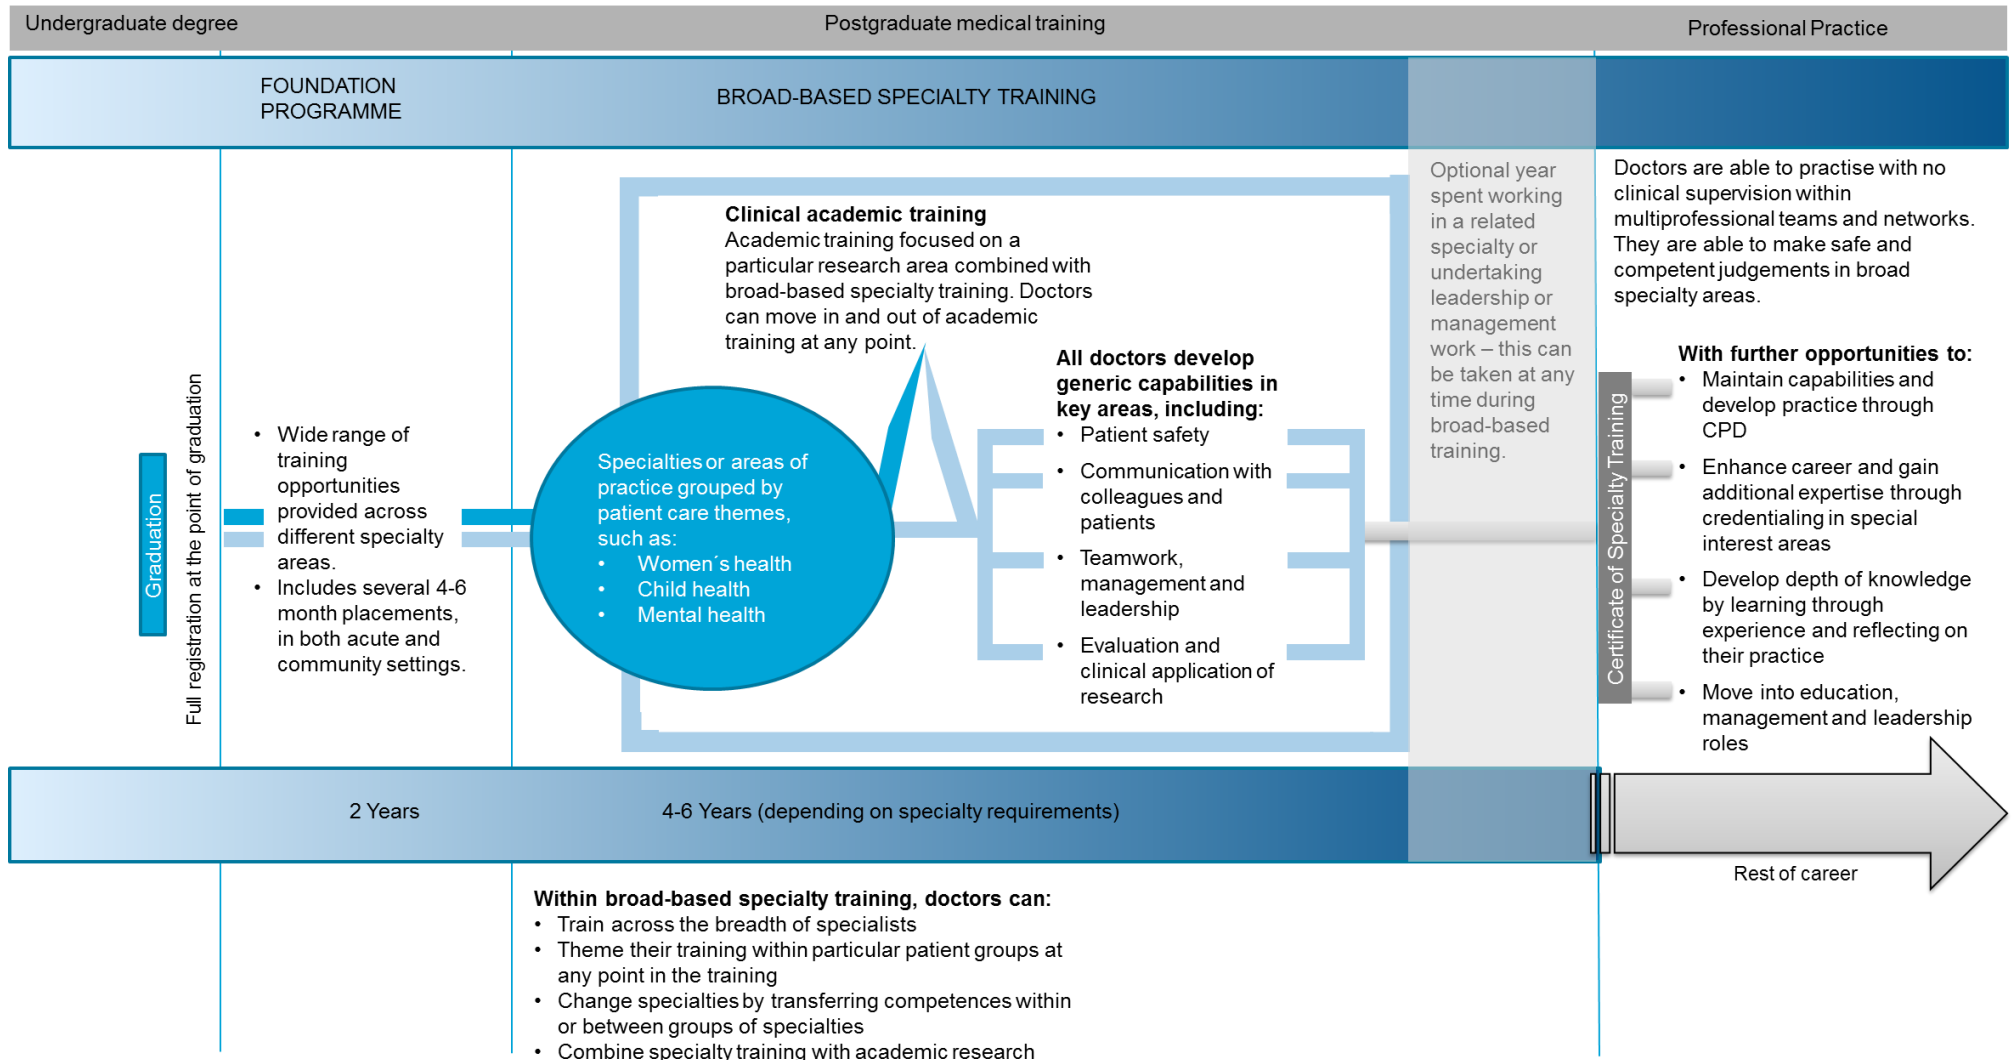 Undergraduate degree
Postgraduate medical training
Professional Practice
FOUNDATION
PROGRAMME
BROAD-BASED SPECIALTY TRAINING
Graduation
Full registration at the point of graduation
• Wide range of
training
opportunities
provided across
different specialty
areas.
• Includes several 4-6
month placements,
in both acute and
community settings.
Specialties or areas of
practice grouped by
patient care themes,
such as:
• Women´s health
• Child health
• Mental health
Clinical academic training
Academic training focused on a
particular research area combined with
broad-based specialty training. Doctors
can move in and out of academic
training at any point.
All doctors develop
generic capabilities in
key areas, including:
• Patient safety
• Communication with
colleagues and
patients
• Teamwork,
management and
leadership
• Evaluation and
clinical application of
research
Optional year
spent working
in a related
specialty or
undertaking
leadership or
management
work – this can
be taken at any
time during
broad-based
training.
Certificate of Specialty Training
Doctors are able to practise with no
clinical supervision within
multiprofessional teams and networks.
They are able to make safe and
competent judgements in broad
specialty areas.
With further opportunities to:
• Maintain capabilities and
develop practice through
CPD
• Enhance career and gain
additional expertise through
credentialing in special
interest areas
• Develop depth of knowledge
by learning through
experience and reflecting on
their practice
• Move into education,
management and leadership
roles
2 Years
4-6 Years (depending on specialty requirements)
Rest of career
Within broad-based specialty training, doctors can:
• Train across the breadth of specialists
• Theme their training within particular patient groups at
any point in the training
• Change specialties by transferring competences within
or between groups of specialties
• Combine specialty training with academic research